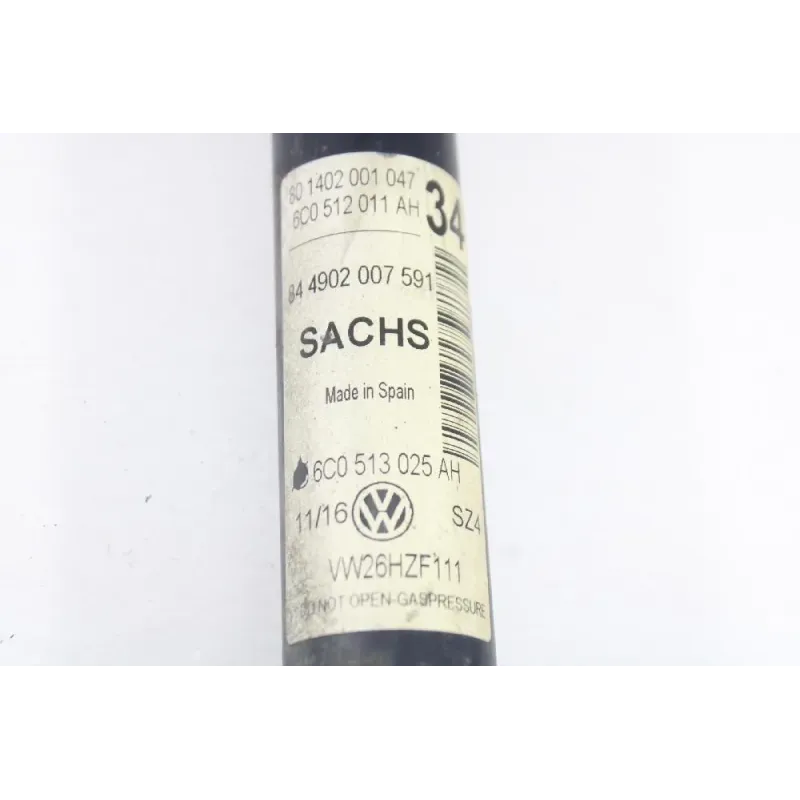 80 1402 001 047
6C0 512 011 AH
34
84 4902 007 591
SACHS
Made in Spain
6C0 513 025 AH
11/16 SZ4
VW26HZF111
DO NOT OPEN-GASPRESSURE